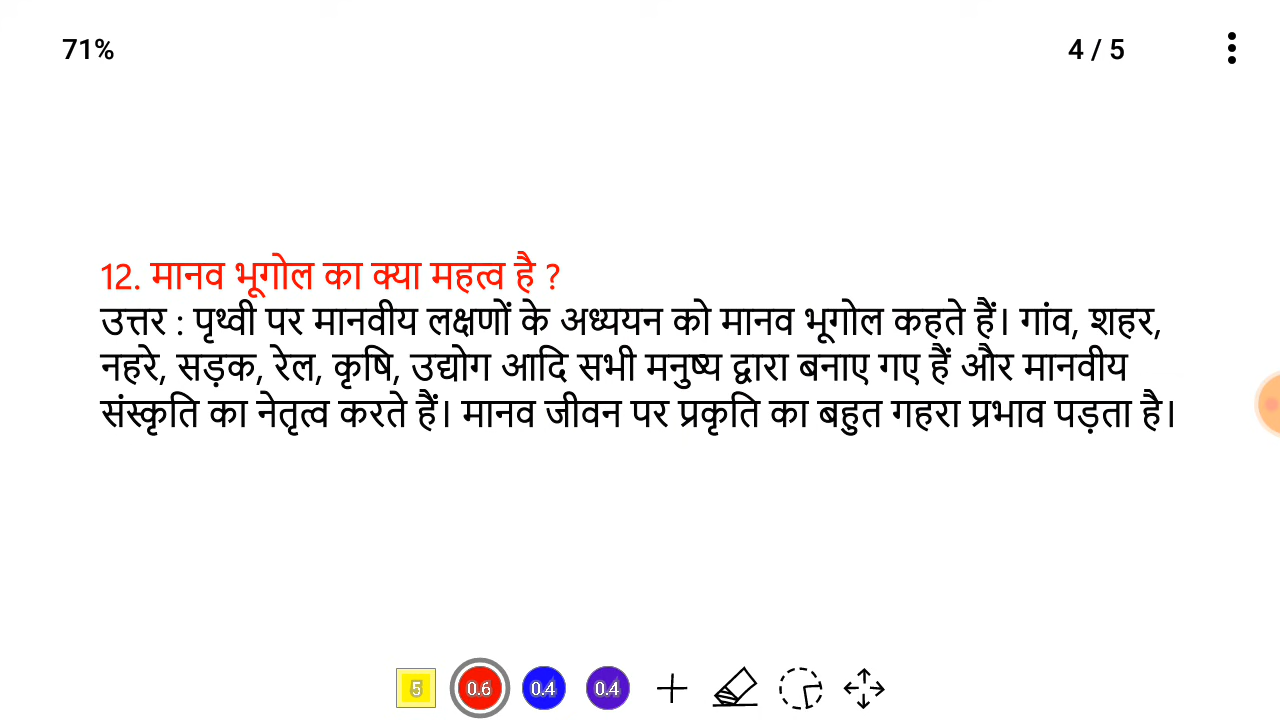 71%
4 / 5
12. मानव भूगोल का क्या महत्व है ?
उत्तर : पृथ्वी पर मानवीय लक्षणों के अध्ययन को मानव भूगोल कहते हैं। गांव, शहर,
नहरे, सड़क, रेल, कृषि, उद्योग आदि सभी मनुष्य द्वारा बनाए गए हैं और मानवीय
संस्कृति का नेतृत्व करते हैं। मानव जीवन पर प्रकृति का बहुत गहरा प्रभाव पड़ता है।
5 0.6 0.4 0.4